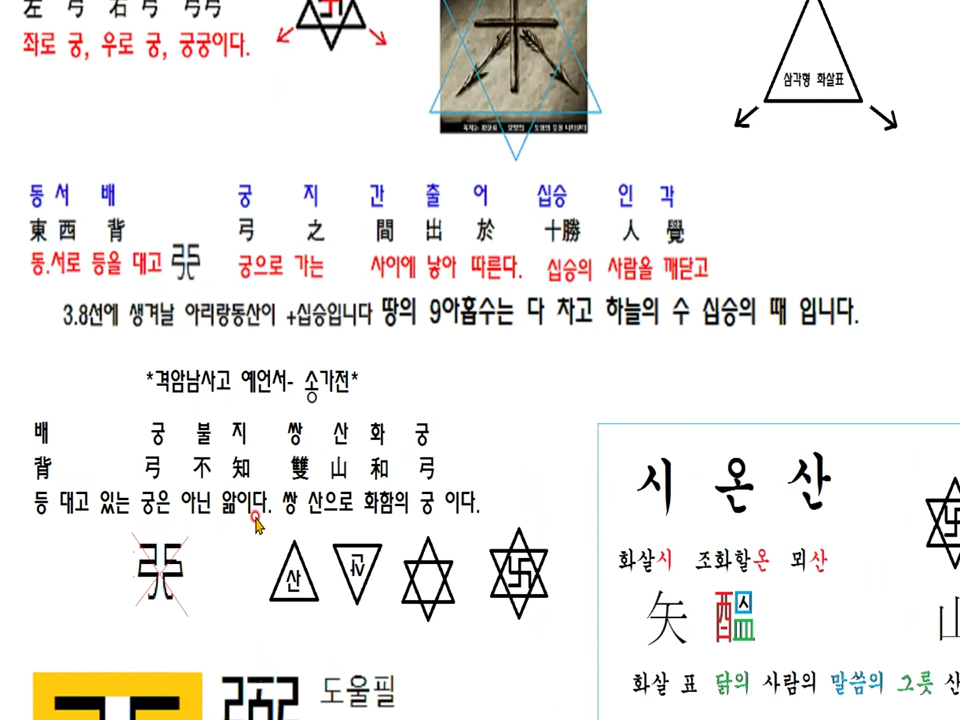 左 弓 右 弓 弓弓
좌로 궁, 우로 궁, 궁궁이다.
삼각형 화살표
동 서 배 궁 지 간 출 어 십승 인 각
東 西 背 弓 之 間 出 於 十勝 人 覺
동.서로 등을 대고 궁으로 가는 사이에 낳아 따른다. 십승의 사람을 깨닫고
3.8선에 생겨날 아리랑동산이 +십승입니다 땅의 9아홉수는 다 차고 하늘의 수 십승의 때 입니다.
*격암남사고 예언서- 송가전*
배 궁 불 지 쌍 산 화 궁
背 弓 不 知 雙 山 和 弓
등 대고 있는 궁은 아닌 앎이다. 쌍 산으로 화함의 궁 이다.
산 산
시 온 산
화살시 조화할온 뫼산
矢 醞 山
화살 표 닭의 사람의 말씀의 그릇 산
도울필